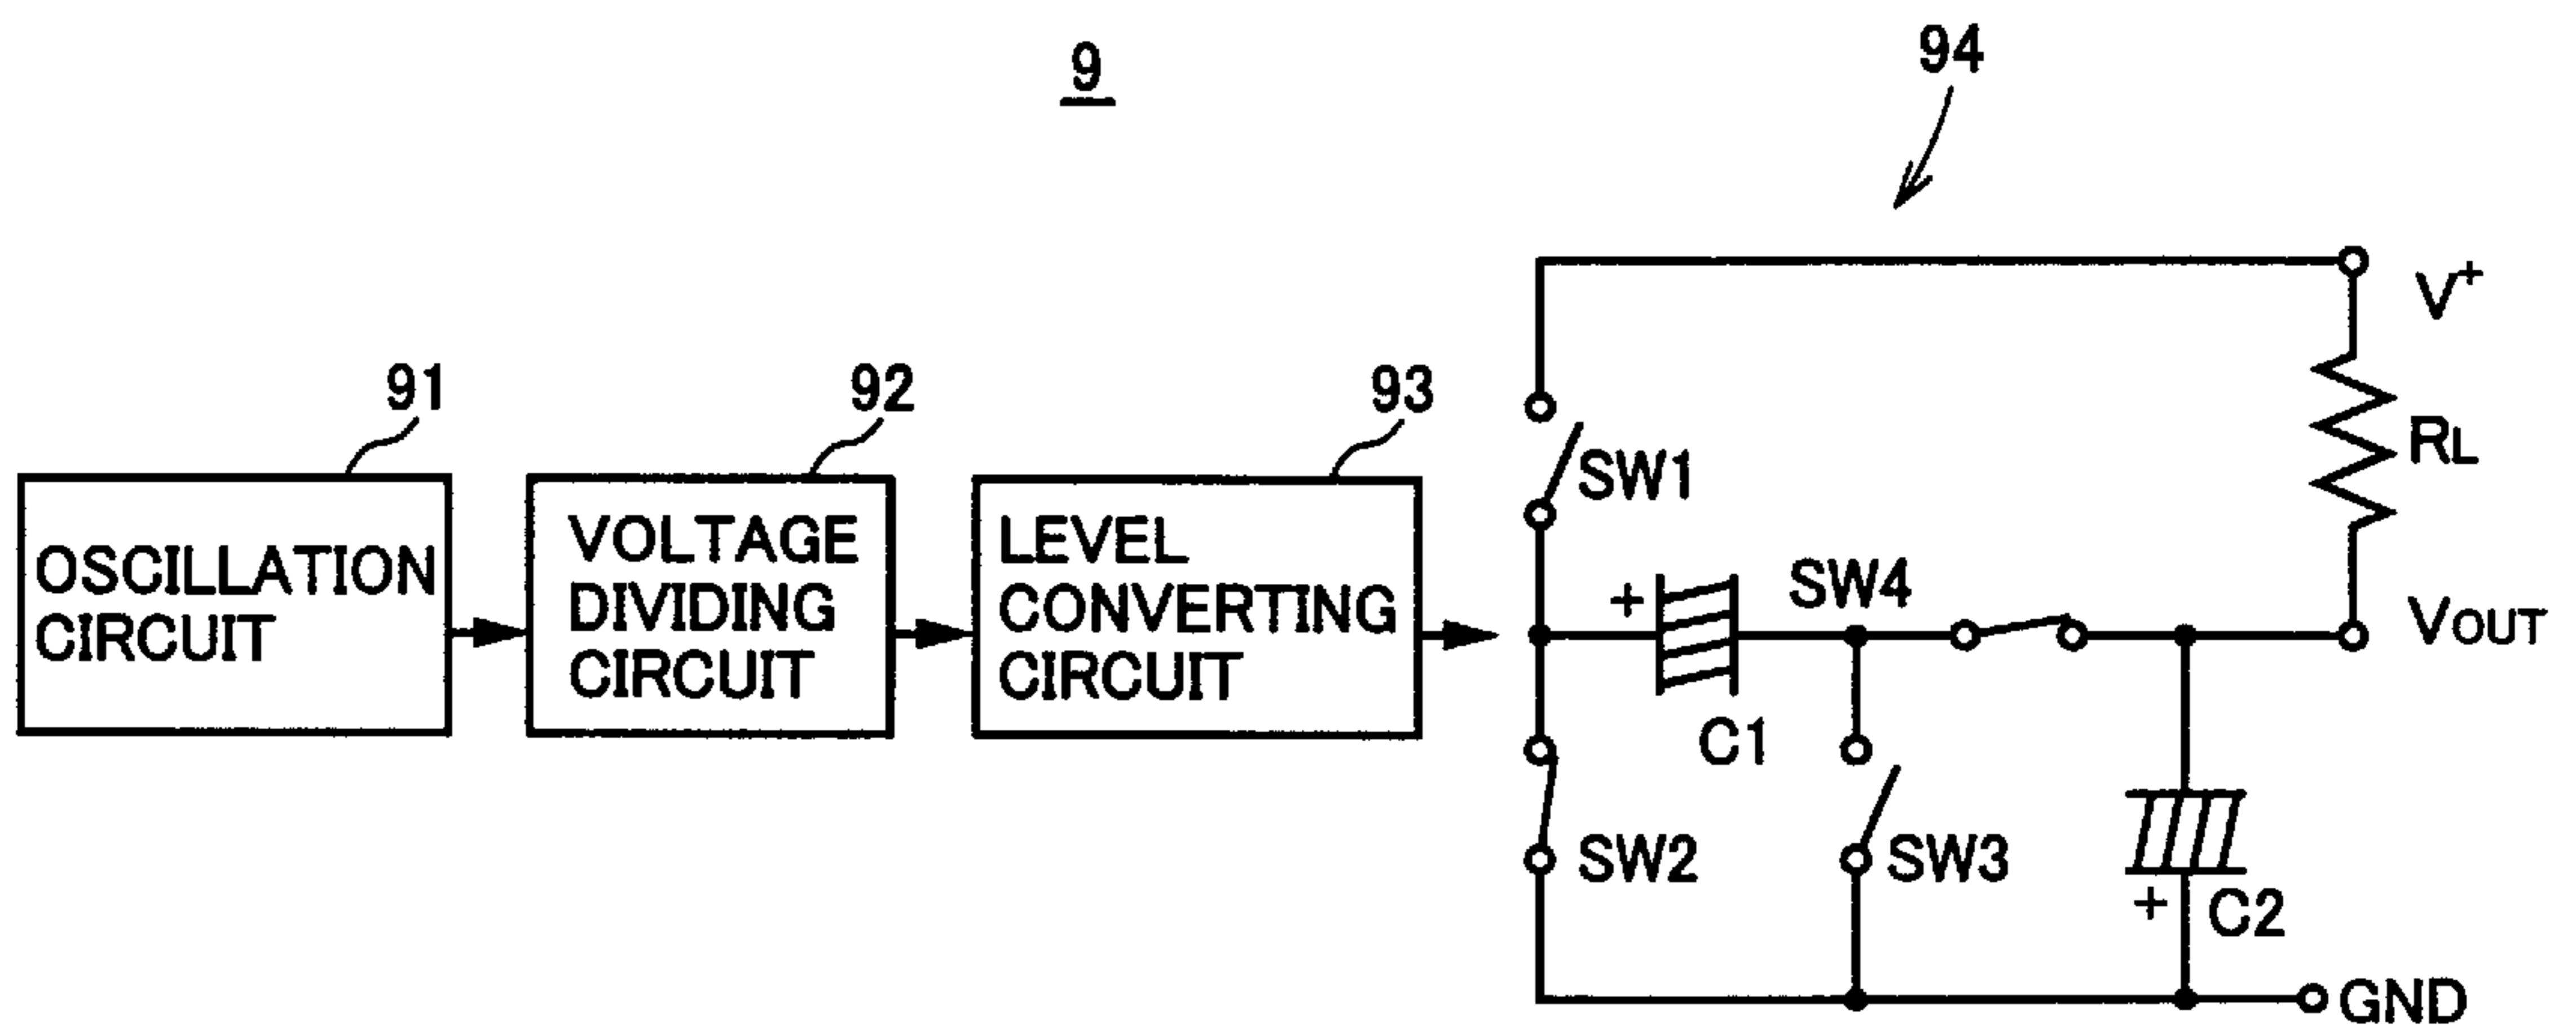 9
94
V+
91
92
93
SW1
RL
OSCILLATION
CIRCUIT
VOLTAGE
DIVIDING
CIRCUIT
LEVEL
CONVERTING
CIRCUIT
+
SW4
VOUT
C1
SW2
SW3
+
C2
GND